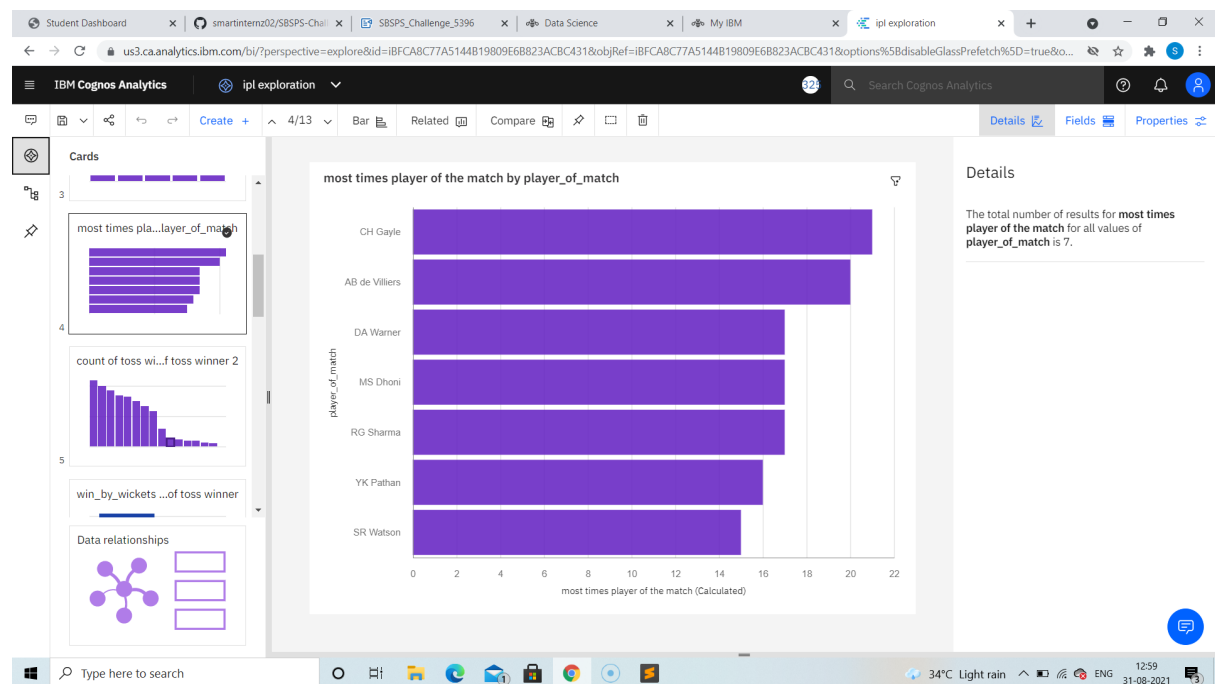 Student Dashboard
smartinternz02/SBSPS-Chall
SBSPS_Challenge_5396
Data Science
My IBM
ipl exploration
us3.ca.analytics.ibm.com/bi/?perspective=explore&id=iBFCA8C77A5144B19809E6B823ACBC431&objRef=iBFCA8C77A5144B19809E6B823ACBC431&options%5BdisableGlassPrefetch%5D=true&o...
S
IBM Cognos Analytics
ipl exploration
325
Search Cognos Analytics
Create +
4/13
Bar
Related
Compare
Details
Fields
Properties
Cards
3
most times pla...layer_of_match
4
count of toss wi...f toss winner 2
5
win_by_wickets ...of toss winner
Data relationships
most times player of the match by player_of_match
player_of_match
CH Gayle
AB de Villiers
DA Warner
MS Dhoni
RG Sharma
YK Pathan
SR Watson
0 2 4 6 8 10 12 14 16 18 20 22
most times player of the match (Calculated)
Details
The total number of results for most times
player of the match for all values of
player_of_match is 7.
Type here to search
1
34°C Light rain
ENG
12:59
31-08-2021
3